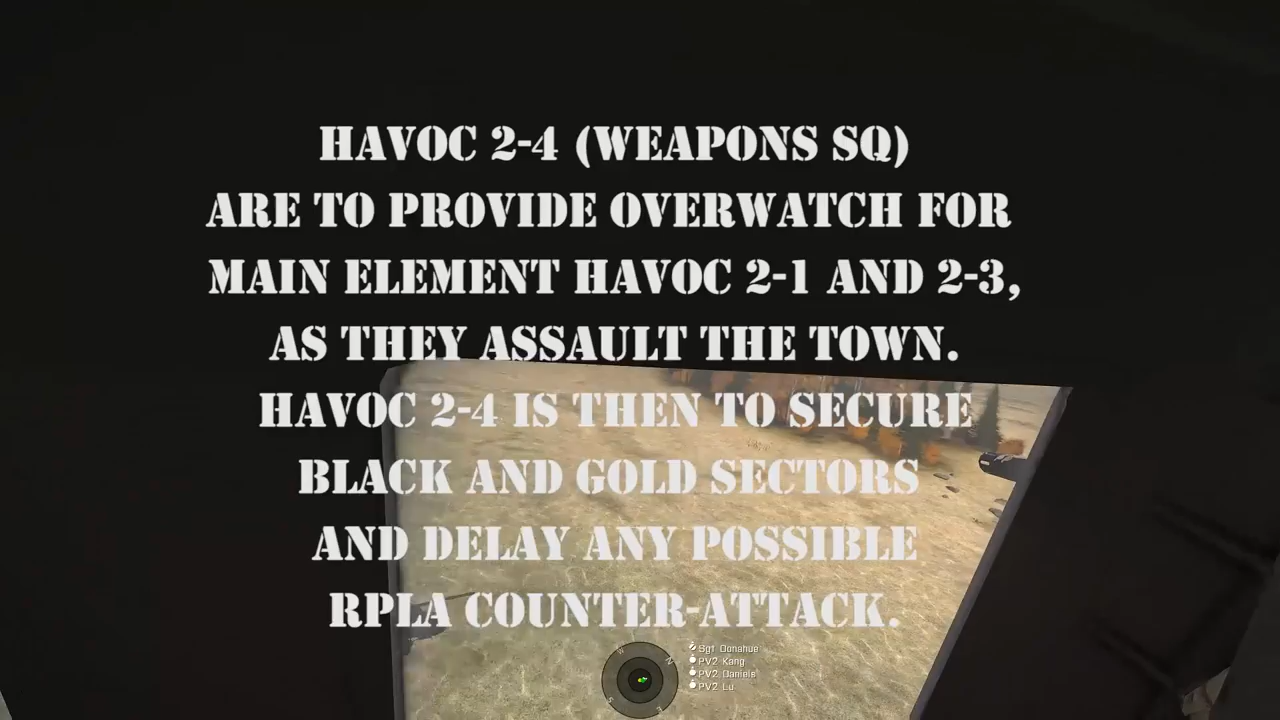 HAVOC 2-4 (WEAPONS SQ)
ARE TO PROVIDE OVERWATCH FOR
MAIN ELEMENT HAVOC 2-1 AND 2-3,
AS THEY ASSAULT THE TOWN.
HAVOC 2-4 IS THEN TO SECURE
BLACK AND GOLD SECTORS
AND DELAY ANY POSSIBLE
RPLA COUNTER-ATTACK.
Sgt Donahue
PV2 Kang
PV2 Daniels
PV2 Lu